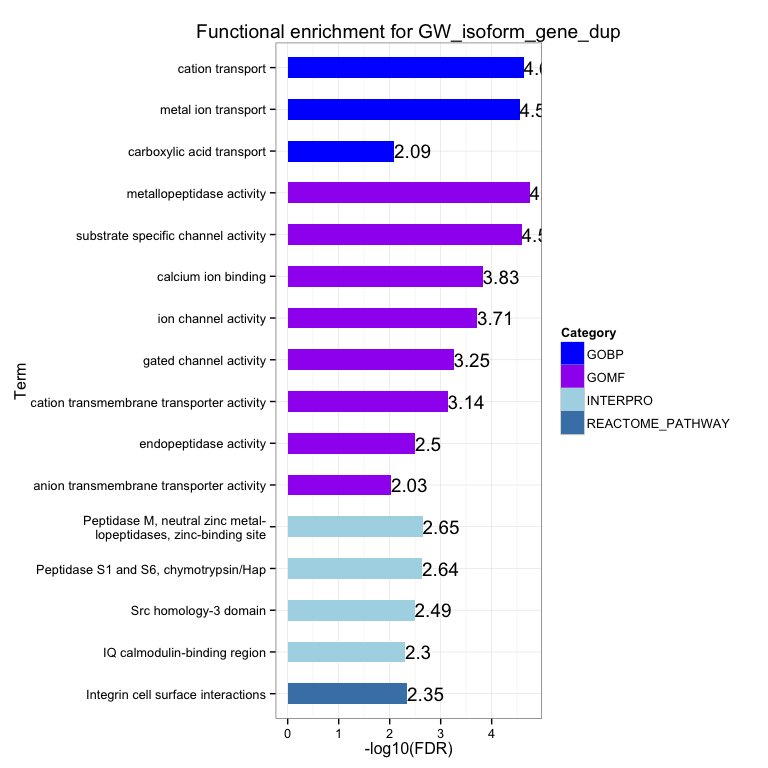 Functional enrichment for GW_isoform_gene_dup
Term
cation transport
metal ion transport
carboxylic acid transport 2.09
metallopeptidase activity
substrate specific channel activity
calcium ion binding 3.83
ion channel activity 3.71
gated channel activity 3.25
cation transmembrane transporter activity 3.14
endopeptidase activity 2.5
anion transmembrane transporter activity 2.03
Peptidase M, neutral zinc metal-
lopeptidases, zinc-binding site 2.65
Peptidase S1 and S6, chymotrypsin/Hap 2.64
Src homology-3 domain 2.49
IQ calmodulin-binding region 2.3
Integrin cell surface interactions 2.35
0 1 2 3 4
-log10(FDR)
Category
GOBP
GOMF
INTERPRO
REACTOME_PATHWAY